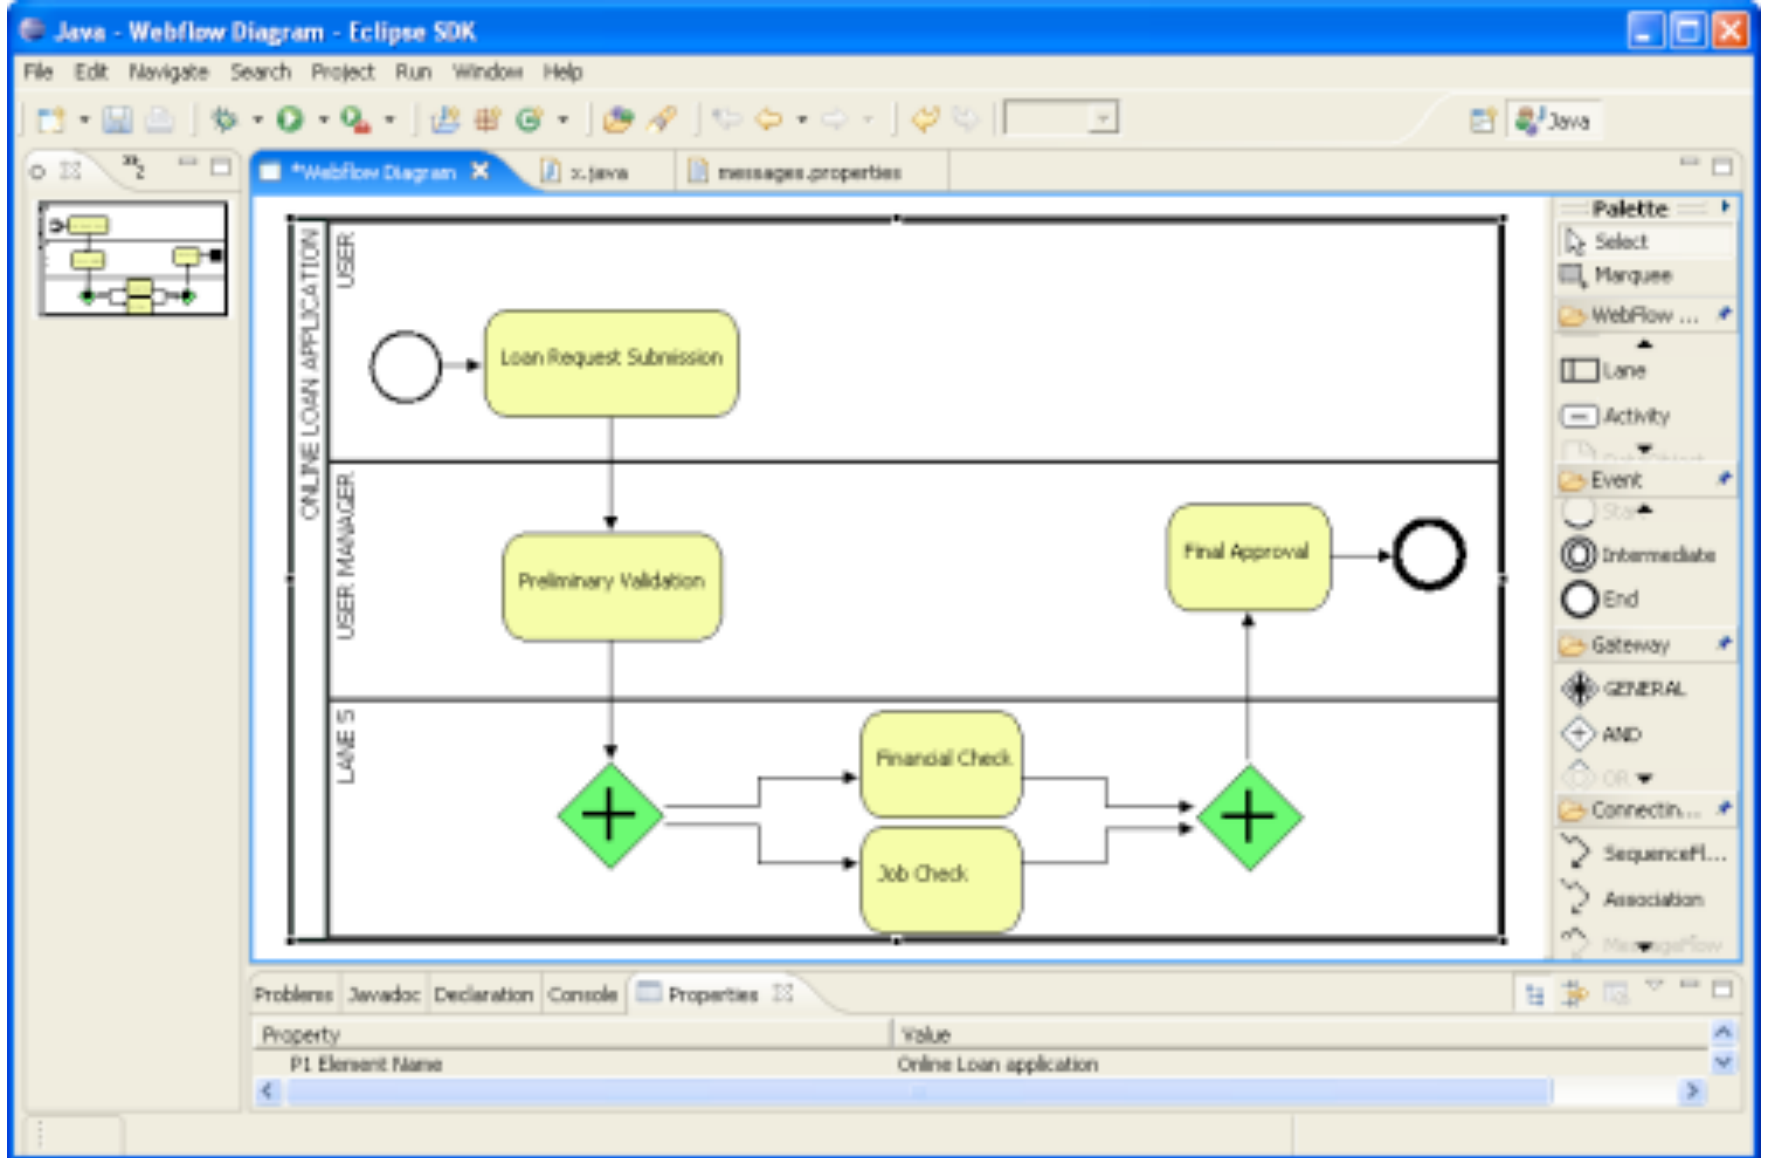 Java - Webflow Diagram - Eclipse SDK
File Edit Navigate Search Project Run Window Help
Java
*Webflow Diagram x.java messages.properties
ONLINE LOAN APPLICATION
USER
Loan Request Submission
USER MANAGER
Preliminary Validation
Final Approval
LANE 5
Financial Check
Job Check
Palette
Select
Marquee
WebFlow ...
Lane
Activity
Event
Start
Intermediate
End
Gateway
GENERAL
AND
OR
Connectin...
SequenceFl...
Association
MessageFlow
Problems Javadoc Declaration Console Properties
Property Value
P1 Element Name Online Loan application